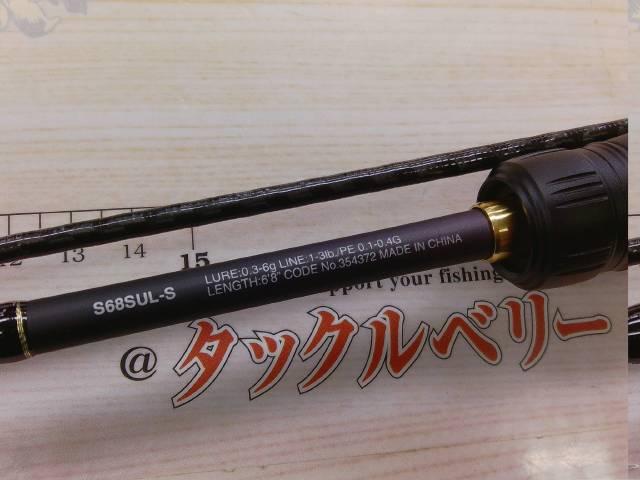 12 13 14 15
S68SUL-S
LURE:0.3-6g LINE:1-3lb./PE 0.1-0.4G
LENGTH:6'8" CODE No.354372 MADE IN CHINA
pport your fishing
@タックルベリー